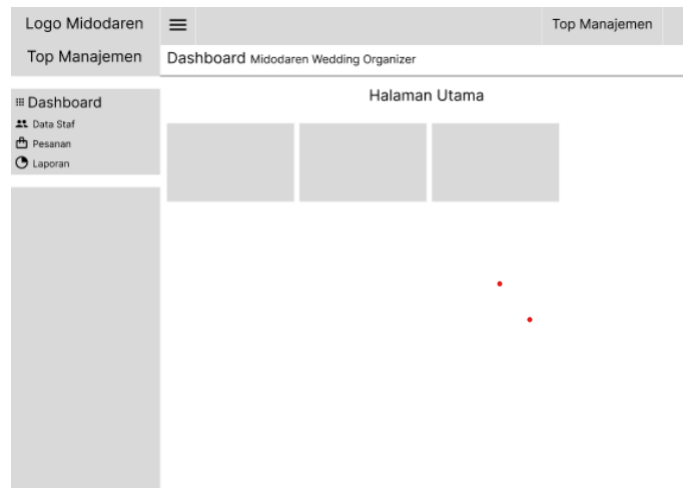 Logo Midodaren
Top Manajemen
Top Manajemen
Dashboard Midodaren Wedding Organizer
Dashboard
Data Staf
Pesanan
Laporan
Halaman Utama